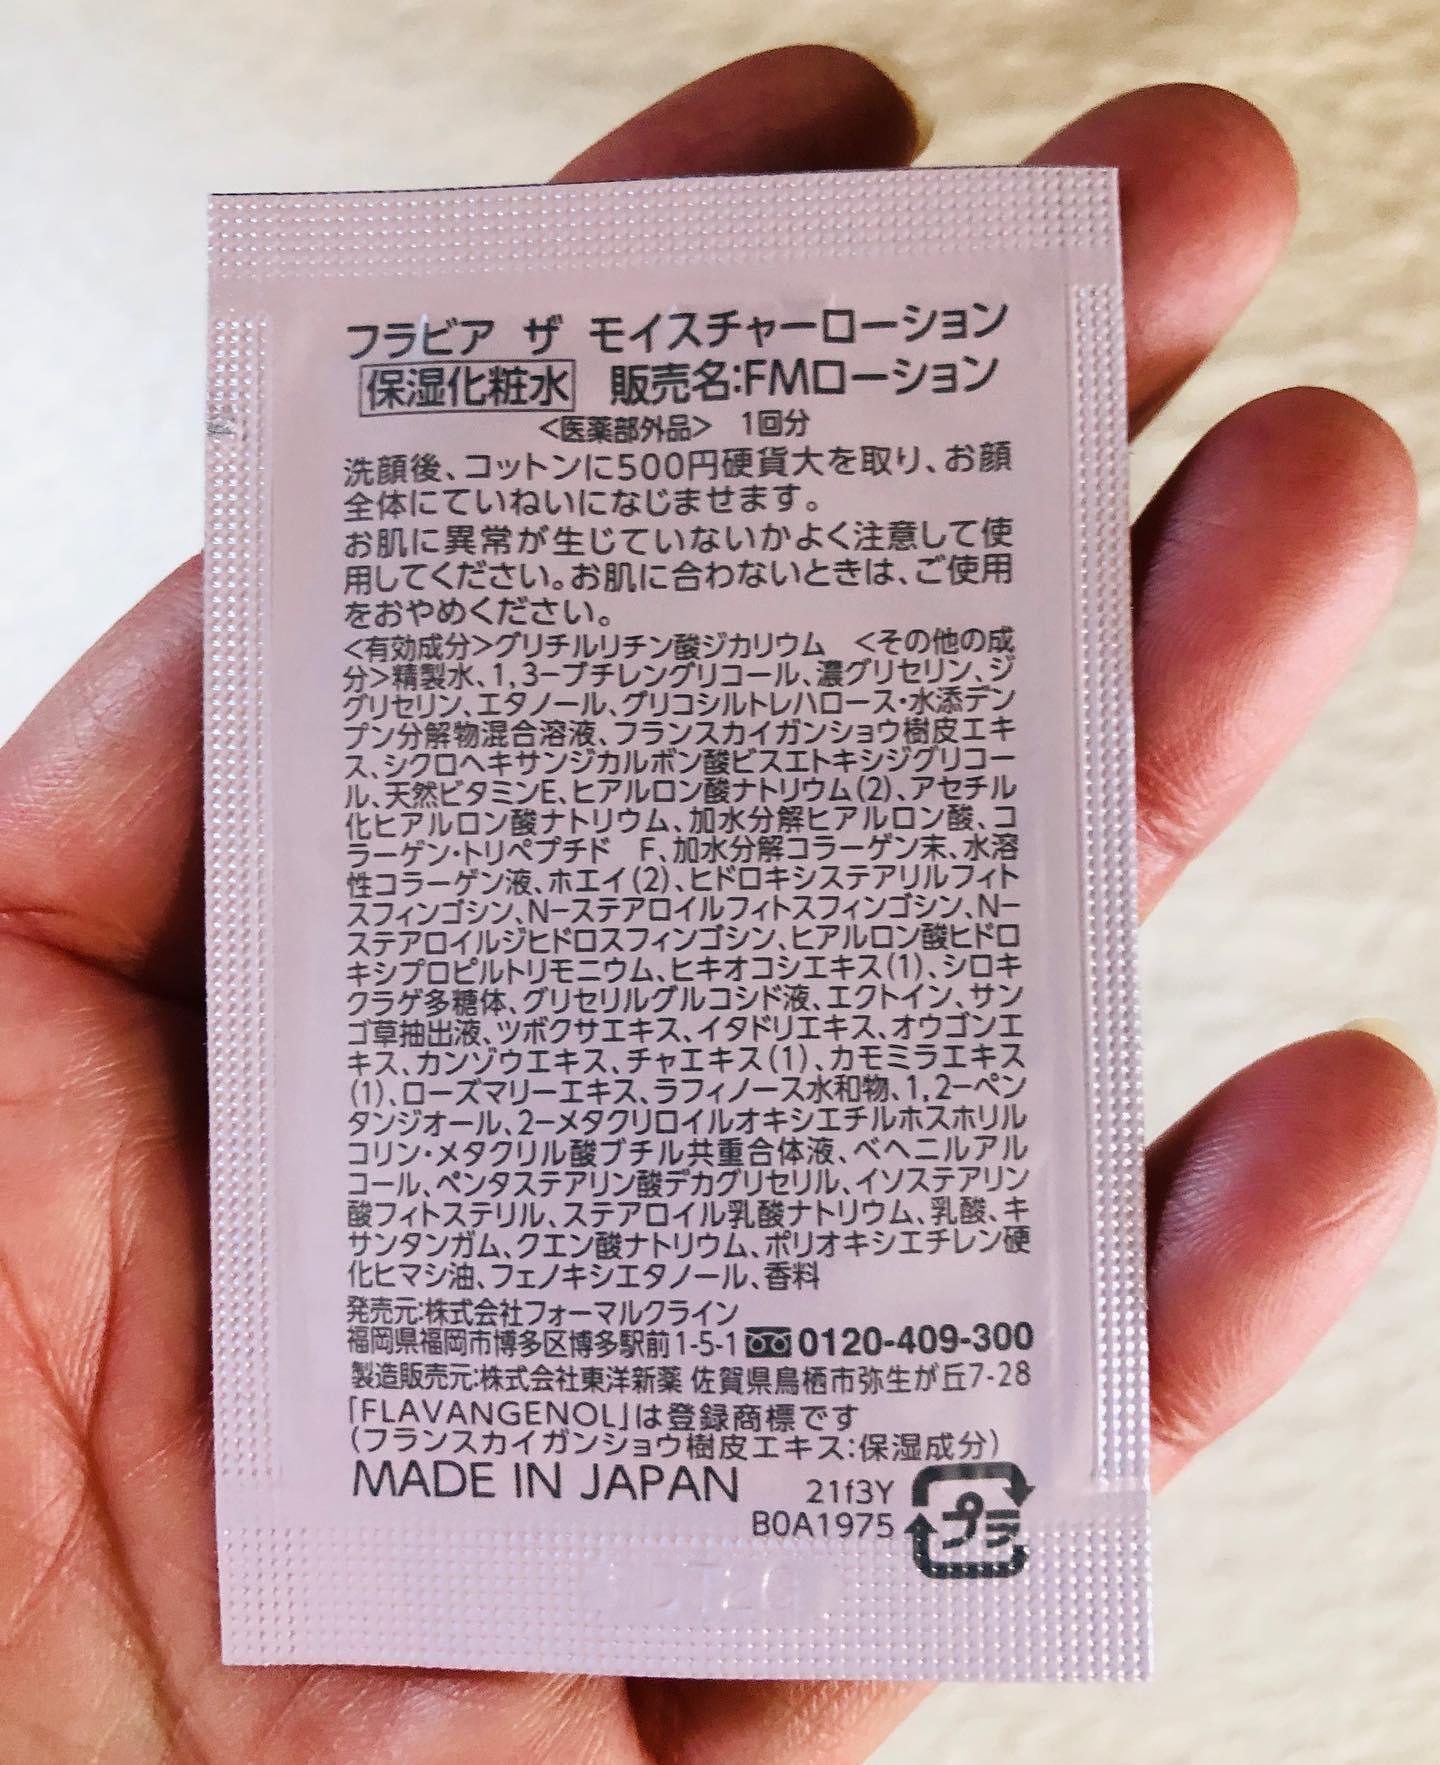 フラビア ザ モイスチャーローション
保湿化粧水 販売名:FMローション
<医薬部外品> 1回分
洗顔後、コットンに500円硬貨大を取り、お顔
全体にていねいになじませます。
お肌に異常が生じていないかよく注意して使
用してください。お肌に合わないときは、ご使用
をおやめください。
<有効成分>グリチルリチン酸ジカリウム <その他の成
分>精製水、1,3-ブチレングリコール、濃グリセリン、ジ
グリセリン、エタノール、グリコシルトレハロース・水添デン
プン分解物混合溶液、フランスカイガンショウ樹皮エキ
ス、シクロヘキサンジカルボン酸ビスエトキシジグリコー
ル、天然ビタミンE、ヒアルロン酸ナトリウム(2)、アセチル
化ヒアルロン酸ナトリウム、加水分解ヒアルロン酸、コ
ラーゲン・トリペプチド F、加水分解コラーゲン末、水溶
性コラーゲン液、ホエイ(2)、ヒドロキシステアリルフィト
スフィンゴシン、N-ステアロイルフィトスフィンゴシン、N-
ステアロイルジヒドロスフィンゴシン、ヒアルロン酸ヒドロ
キシプロピルトリモニウム、ヒキオコシエキス(1)、シロキ
クラゲ多糖体、グリセリルグルコシド液、エクトイン、サン
ゴ草抽出液、ツボクサエキス、イタドリエキス、オウゴンエ
キス、カンゾウエキス、チャエキス(1)、カモミラエキス
(1)、ローズマリーエキス、ラフィノース水和物、1,2-ペン
タンジオール、2-メタクリロイルオキシエチルホスホリル
コリン・メタクリル酸ブチル共重合体液、ベヘニルアル
コール、ペンタステアリン酸デカグリセリル、イソステアリン
酸フィトステリル、ステアロイル乳酸ナトリウム、乳酸、キ
サンタンガム、クエン酸ナトリウム、ポリオキシエチレン硬
化ヒマシ油、フェノキシエタノール、香料
発売元:株式会社フォーマルクライン
福岡県福岡市博多区博多駅前1-5-1 0120-409-300
製造販売元:株式会社東洋新薬 佐賀県鳥栖市弥生が丘7-28
「FLAVANGENOL」は登録商標です
(フランスカイガンショウ樹皮エキス:保湿成分)
MADE IN JAPAN 21f3Y
B0A1975 プラ